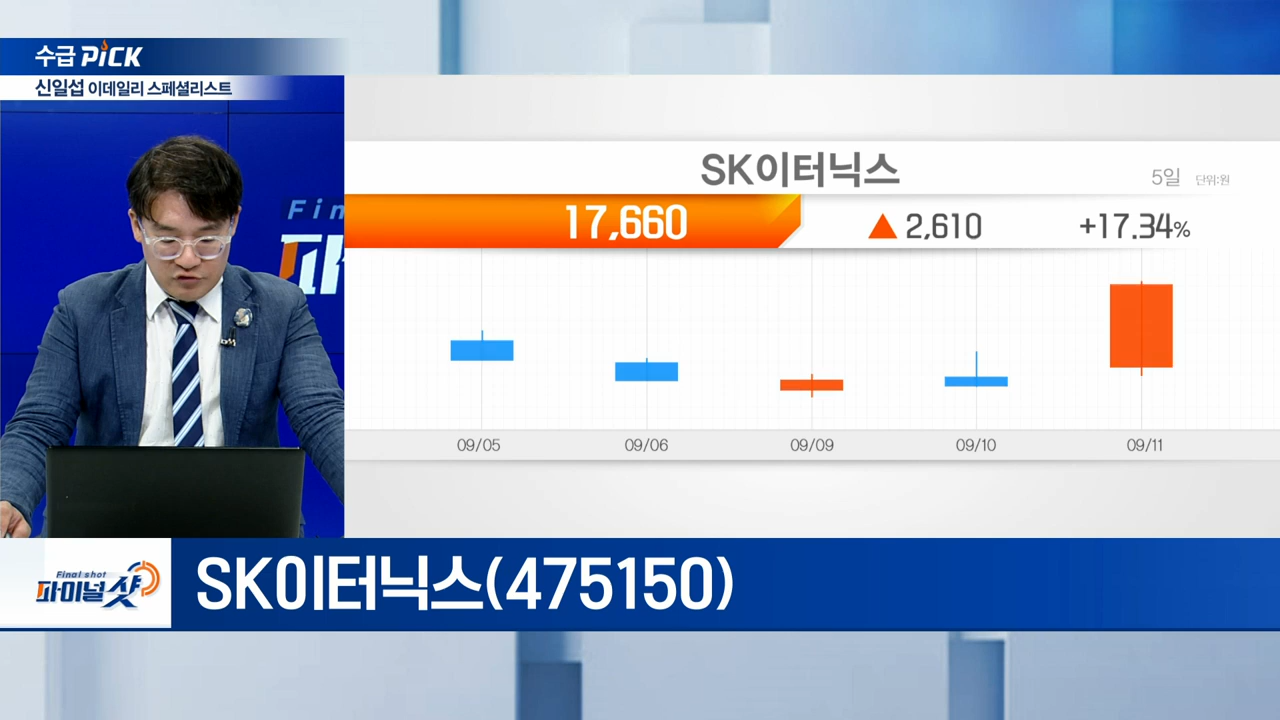 수급 PiCK
신일섭 이데일리 스페셜리스트
Fin
파
SK이터닉스
5일 단위:원
17,660 ▲ 2,610 +17.34%
09/05 09/06 09/09 09/10 09/11
Final shot
파이널샷
SK이터닉스(475150)